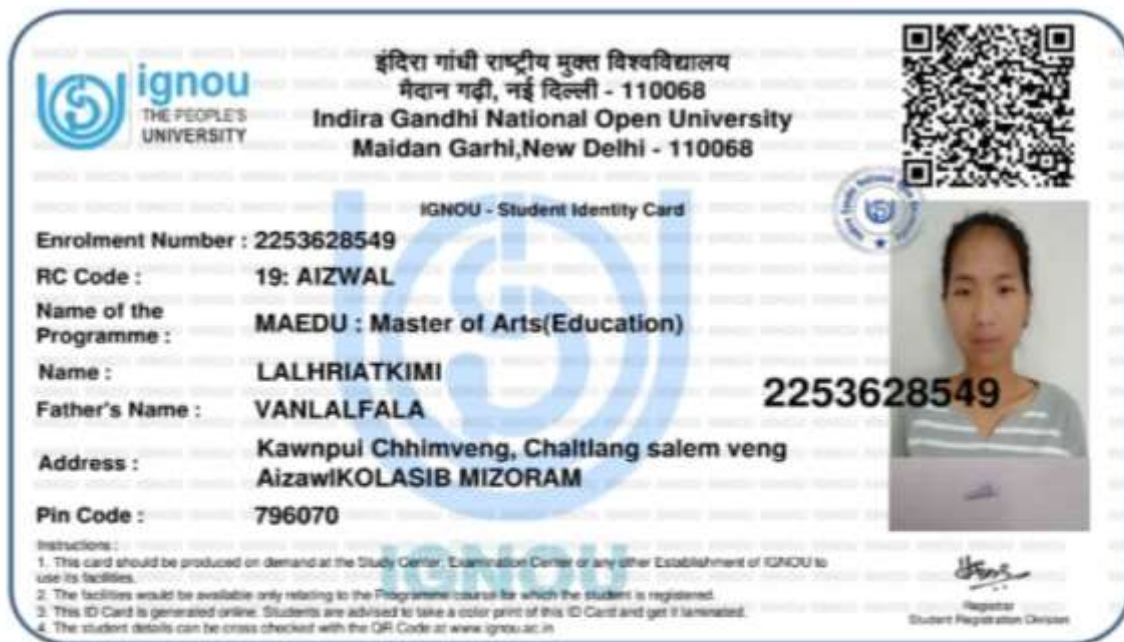 ignou
THE PEOPLE'S
UNIVERSITY
इंदिरा गांधी राष्ट्रीय मुक्त विश्वविद्यालय
मैदान गढ़ी, नई दिल्ली - 110068
Indira Gandhi National Open University
Maidan Garhi,New Delhi - 110068
IGNOU - Student Identity Card
Enrolment Number : 2253628549
RC Code : 19: AIZWAL
Name of the
Programme : MAEDU : Master of Arts(Education)
Name : LALHRIATKIMI
Father's Name : VANLALFALA
2253628549
Address : Kawnpui Chhimveng, Chaltlang salem veng
AizawlKOLASIB MIZORAM
Pin Code : 796070
IGNOU
Instructions :
1. This card should be produced on demand at the Study Center, Examination Center or any other Establishment of IGNOU to
use its facilities.
2. The facilities would be available only relating to the Programme/course for which the student is registered.
3. This ID Card is generated online. Students are advised to take a color print of this ID Card and get it laminated.
4. The student details can be cross checked with the QR Code at www.ignou.ac.in
Registrar
Student Registration Division